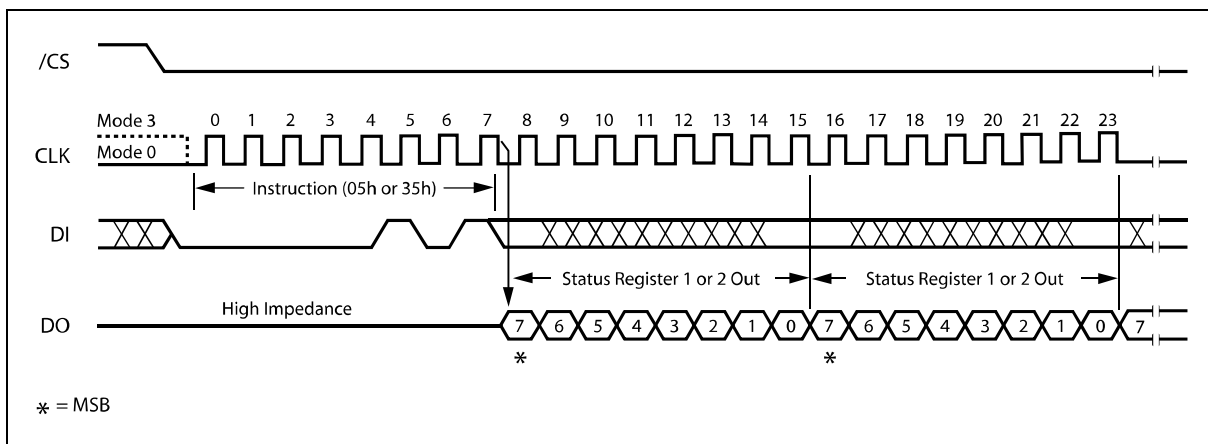 /CS
Mode 3
0 1 2 3 4 5 6 7 8 9 10 11 12 13 14 15 16 17 18 19 20 21 22 23
CLK
Mode 0
Instruction (05h or 35h)
DI
Status Register 1 or 2 Out Status Register 1 or 2 Out
High Impedance
DO
7 6 5 4 3 2 1 0 7 6 5 4 3 2 1 0 7
* *
* = MSB